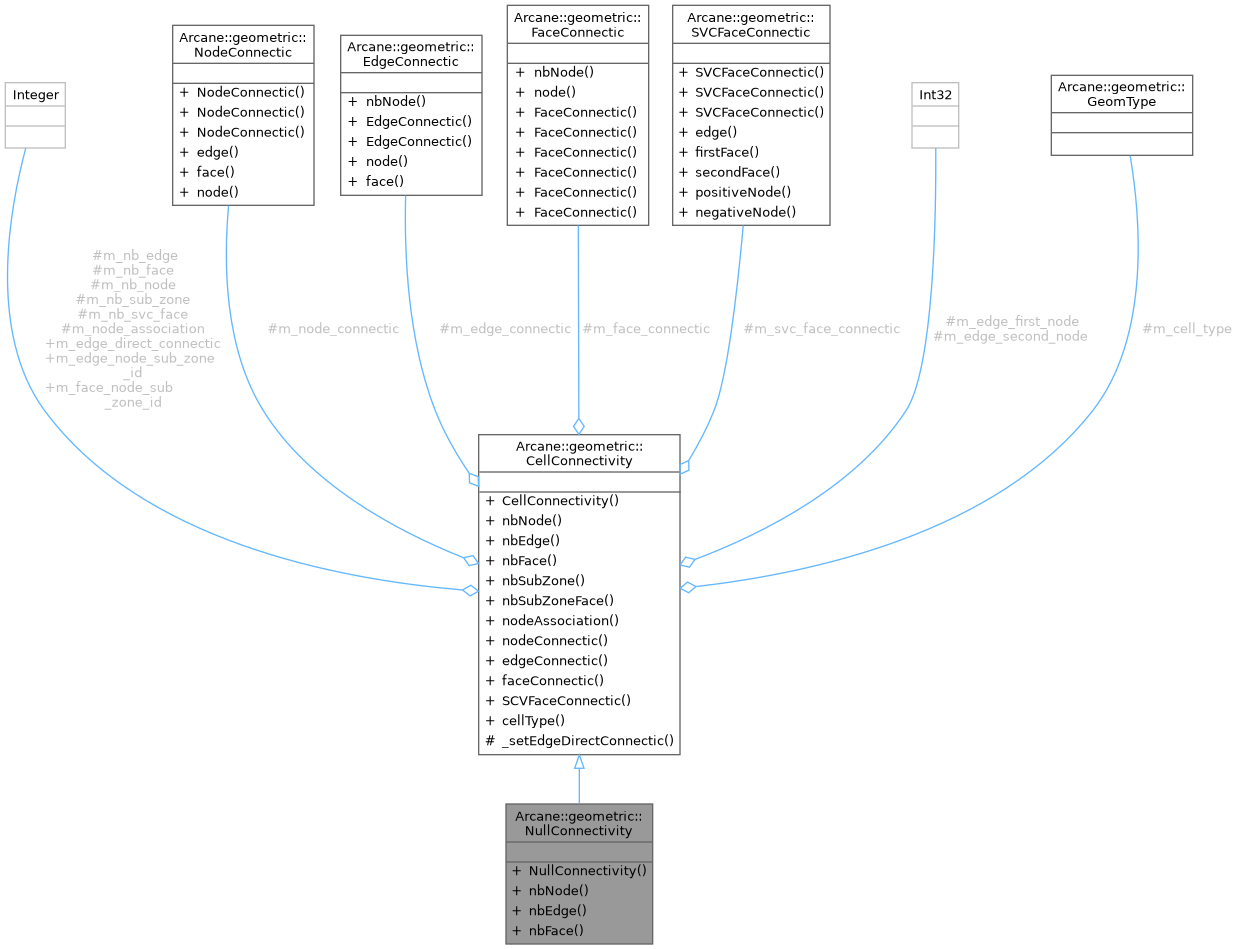 Integer
Arcane::geometric::
NodeConnectic
+ NodeConnectic()
+ NodeConnectic()
+ NodeConnectic()
+ edge()
+ face()
+ node()
Arcane::geometric::
EdgeConnectic
+ nbNode()
+ EdgeConnectic()
+ EdgeConnectic()
+ node()
+ face()
Arcane::geometric::
FaceConnectic
+ nbNode()
+ node()
+ FaceConnectic()
+ FaceConnectic()
+ FaceConnectic()
+ FaceConnectic()
+ FaceConnectic()
+ FaceConnectic()
Arcane::geometric::
SVCFaceConnectic
+ SVCFaceConnectic()
+ SVCFaceConnectic()
+ SVCFaceConnectic()
+ edge()
+ firstFace()
+ secondFace()
+ positiveNode()
+ negativeNode()
Int32
Arcane::geometric::
GeomType
#m_nb_edge
#m_nb_face
#m_nb_node
#m_nb_sub_zone
#m_nb_svc_face
#m_node_association
+m_edge_direct_connectic
+m_edge_node_sub_zone
_id
+m_face_node_sub
_zone_id
#m_node_connectic
#m_edge_connectic
#m_face_connectic
#m_svc_face_connectic
#m_edge_first_node
#m_edge_second_node
#m_cell_type
Arcane::geometric::
CellConnectivity
+ CellConnectivity()
+ nbNode()
+ nbEdge()
+ nbFace()
+ nbSubZone()
+ nbSubZoneFace()
+ nodeAssociation()
+ nodeConnectic()
+ edgeConnectic()
+ faceConnectic()
+ SCVFaceConnectic()
+ cellType()
# _setEdgeDirectConnectic()
Arcane::geometric::
NullConnectivity
+ NullConnectivity()
+ nbNode()
+ nbEdge()
+ nbFace()